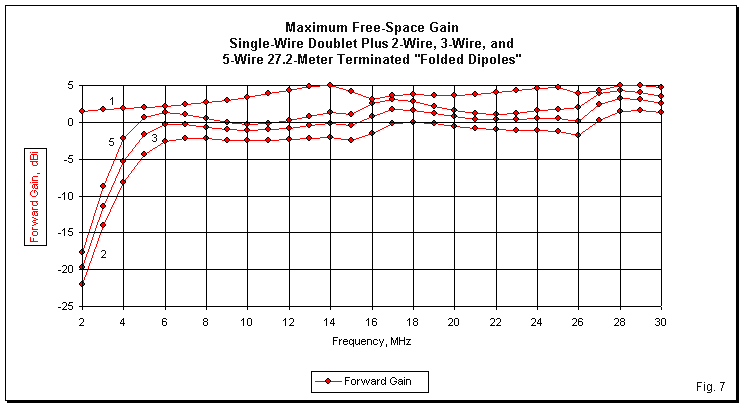 Maximum Free-Space Gain
Single-Wire Doublet Plus 2-Wire, 3-Wire, and
5-Wire 27.2-Meter Terminated "Folded Dipoles"
Forward Gain, dBi
5
0
-5
-10
-15
-20
-25
1
5
3
2
2 4 6 8 10 12 14 16 18 20 22 24 26 28 30
Frequency, MHz
Forward Gain
Fig. 7